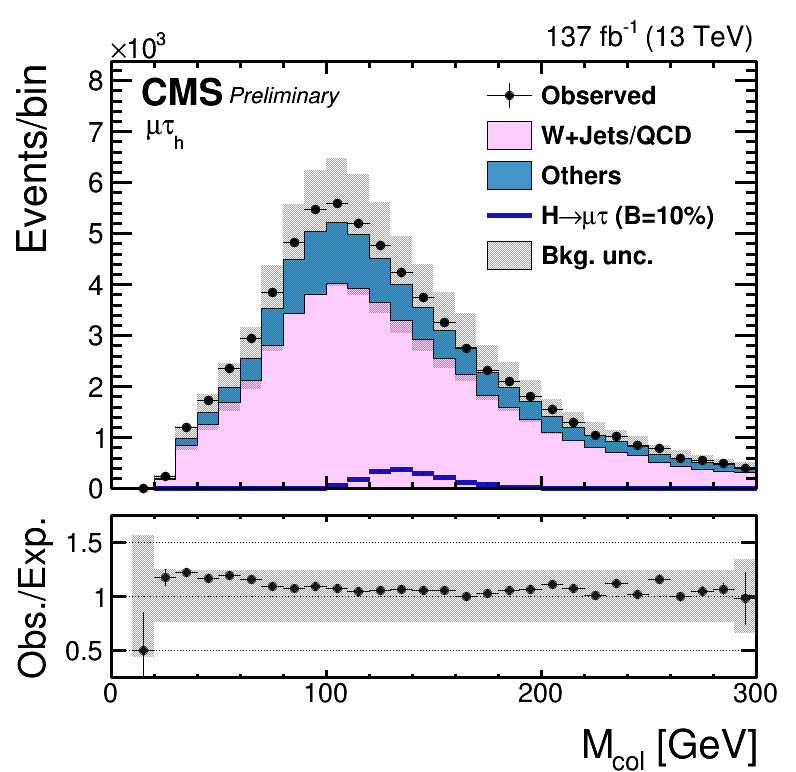 ×10³
137 fb⁻¹ (13 TeV)
CMS Preliminary
μτₕ
Events/bin
8
7
6
5
4
3
2
1
0
Observed
W+Jets/QCD
Others
H→μτ (B=10%)
Bkg. unc.
Obs./Exp.
1.5
1
0.5
0 100 200 300
M_col [GeV]